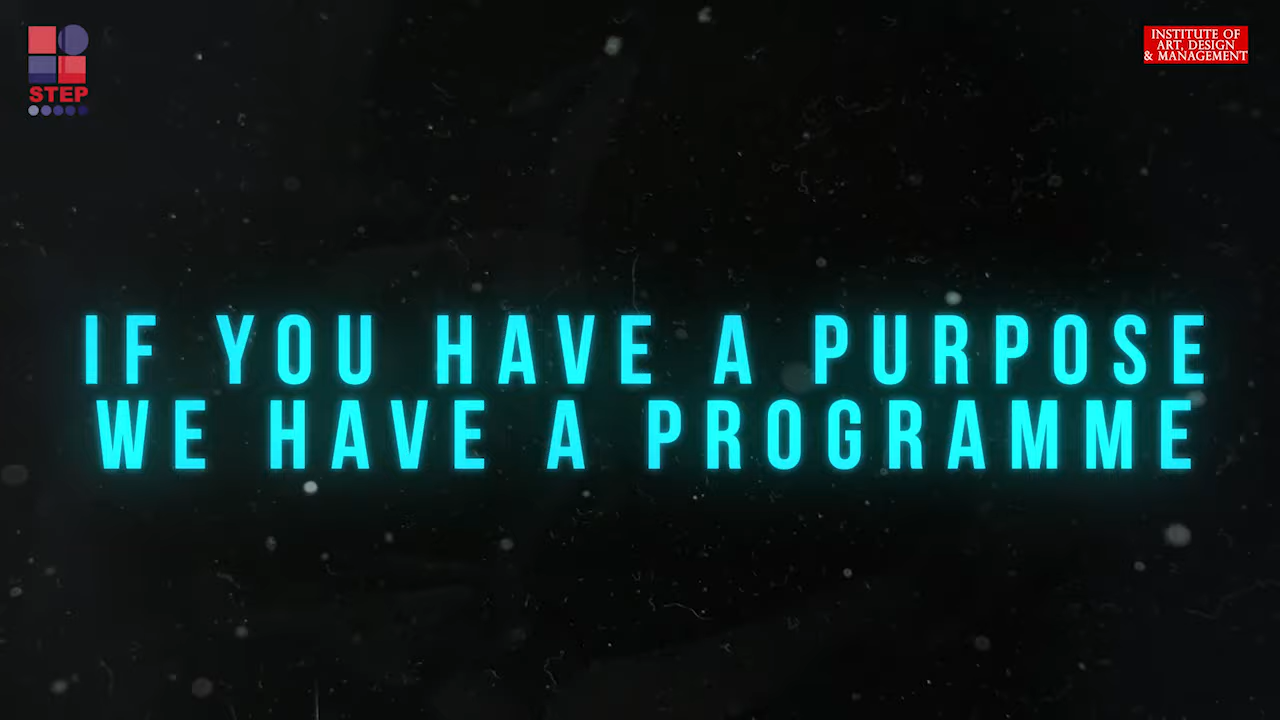 STEP
INSTITUTE OF
ART, DESIGN
& MANAGEMENT
IF YOU HAVE A PURPOSE
WE HAVE A PROGRAMME